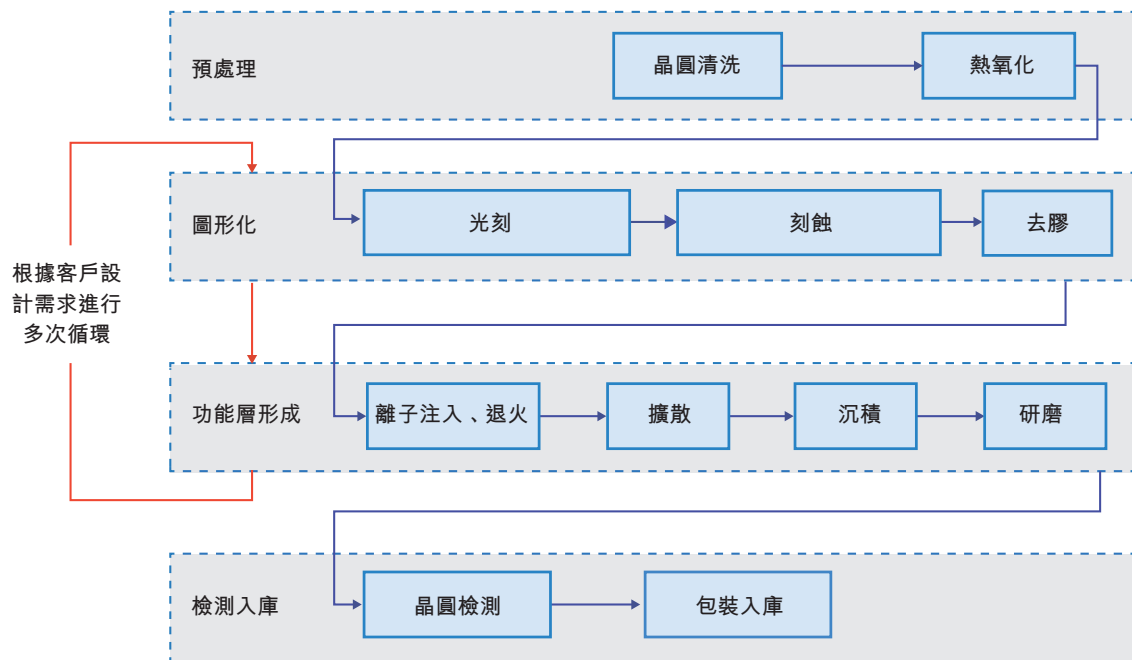 預處理
晶圓清洗
熱氧化
圖形化
光刻
刻蝕
去膠
根據客戶設
計需求進行
多次循環
功能層形成
離子注入、退火
擴散
沉積
研磨
檢測入庫
晶圓檢測
包裝入庫